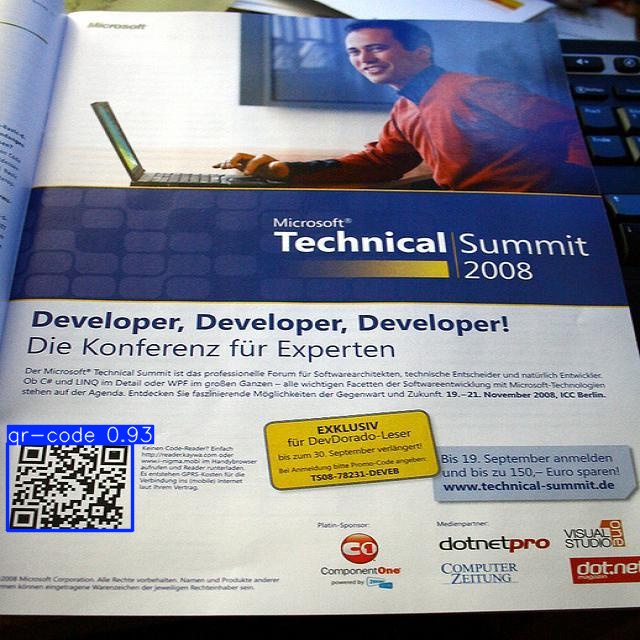 Microsoft
Microsoft®
Technical Summit
2008
Developer, Developer, Developer!
Die Konferenz für Experten
Der Microsoft® Technical Summit ist das professionelle Forum für Softwarearchitekten, technische Entscheider und natürlich Entwickler.
Ob C# und LINQ im Detail oder WPF im großen Ganzen – alle wichtigen Facetten der Softwareentwicklung mit Microsoft-Technologien
stehen auf der Agenda. Entdecken Sie faszinierende Möglichkeiten der Gegenwart und Zukunft. 19.–21. November 2008, ICC Berlin.
qr-code 0.93
Keinen Code-Reader? Einfach
http://reader.kaywa.com oder
www.i-nigma.mobi im Handybrowser
aufrufen und Reader runterladen.
Es entstehen GPRS-Kosten für die
Verbindung ins (mobile) Internet
laut Ihrem Vertrag.
EXKLUSIV
für DevDorado-Leser
bis zum 30. September verlängert!
Bei Anmeldung bitte Promo-Code angeben:
TS08-78231-DEVEB
Bis 19. September anmelden
und bis zu 150,– Euro sparen!
www.technical-summit.de
Platin-Sponsor:
ComponentOne
powered by
Medienpartner:
dotnetpro
VISUAL STUDIO one
COMPUTER ZEITUNG
dot.net
magazin
2008 Microsoft Corporation. Alle Rechte vorbehalten. Namen und Produkte anderer
können eingetragene Warenzeichen der jeweiligen Rechteinhaber sein.